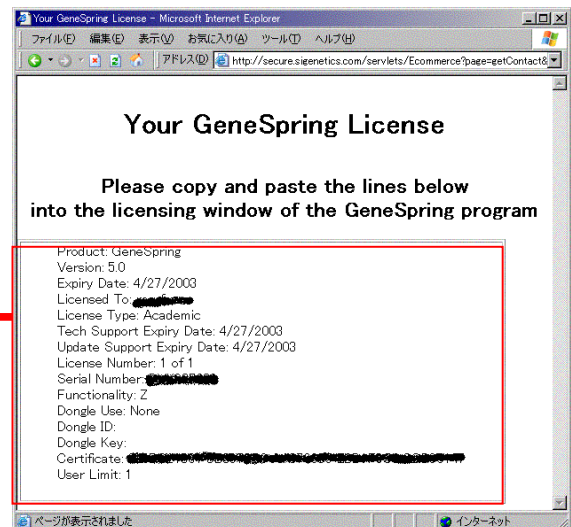 Your GeneSpring License - Microsoft Internet Explorer
ファイル(F) 編集(E) 表示(V) お気に入り(A) ツール(T) ヘルプ(H)
アドレス(D) http://secure.sigenetics.com/servlets/Ecommerce?page=getContact&
Your GeneSpring License
Please copy and paste the lines below
into the licensing window of the GeneSpring program
Product: GeneSpring
Version: 5.0
Expiry Date: 4/27/2003
Licensed To:
License Type: Academic
Tech Support Expiry Date: 4/27/2003
Update Support Expiry Date: 4/27/2003
License Number: 1 of 1
Serial Number:
Functionality: Z
Dongle Use: None
Dongle ID:
Dongle Key:
Certificate:
User Limit: 1
ページが表示されました インターネット